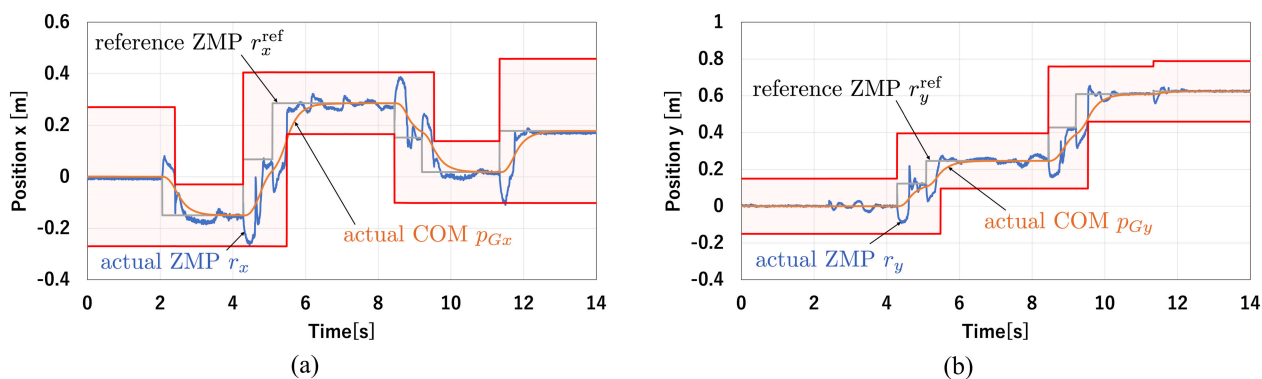 0.6
0.4
0.2
0
-0.2
-0.4
Position x [m]
reference ZMP r_x^ref
actual COM p_Gx
actual ZMP r_x
0 2 4 6 8 10 12 14
Time[s]
(a)
1
0.8
0.6
0.4
0.2
0
-0.2
-0.4
Position y [m]
reference ZMP r_y^ref
actual COM p_Gy
actual ZMP r_y
0 2 4 6 8 10 12 14
Time[s]
(b)